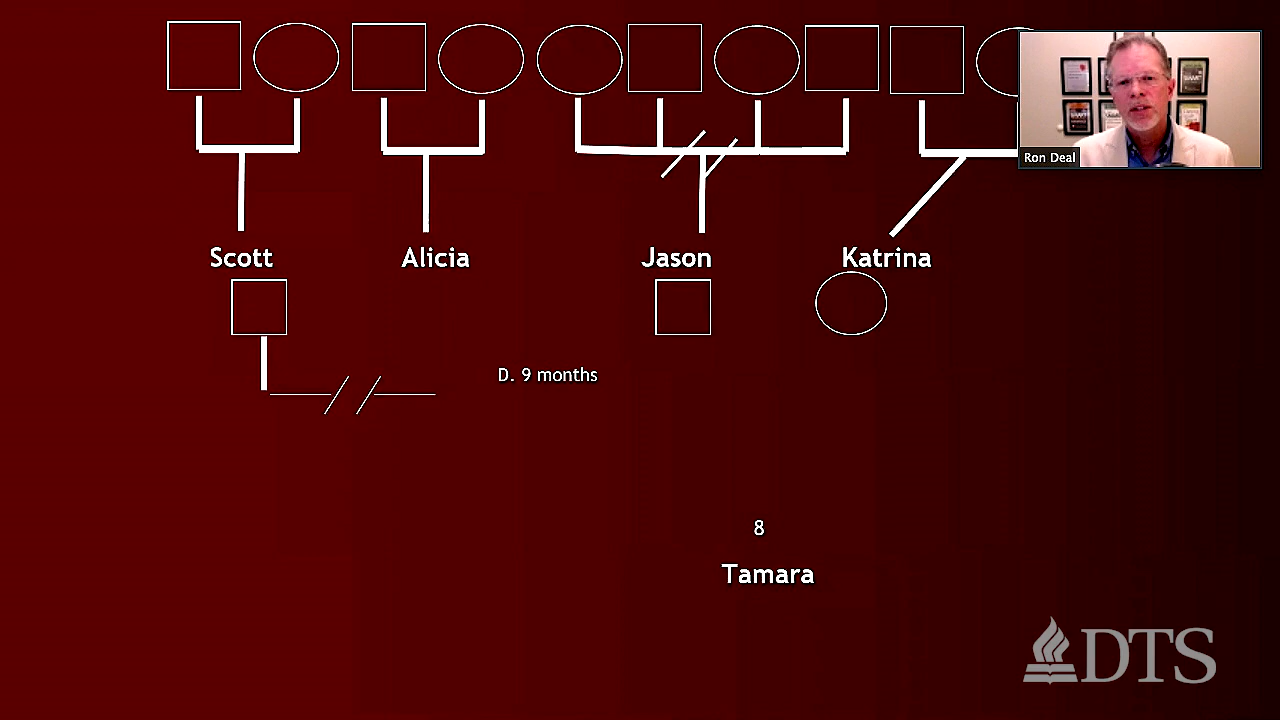 Ron Deal
Scott
Alicia
Jason
Katrina
D. 9 months
8
Tamara
DTS